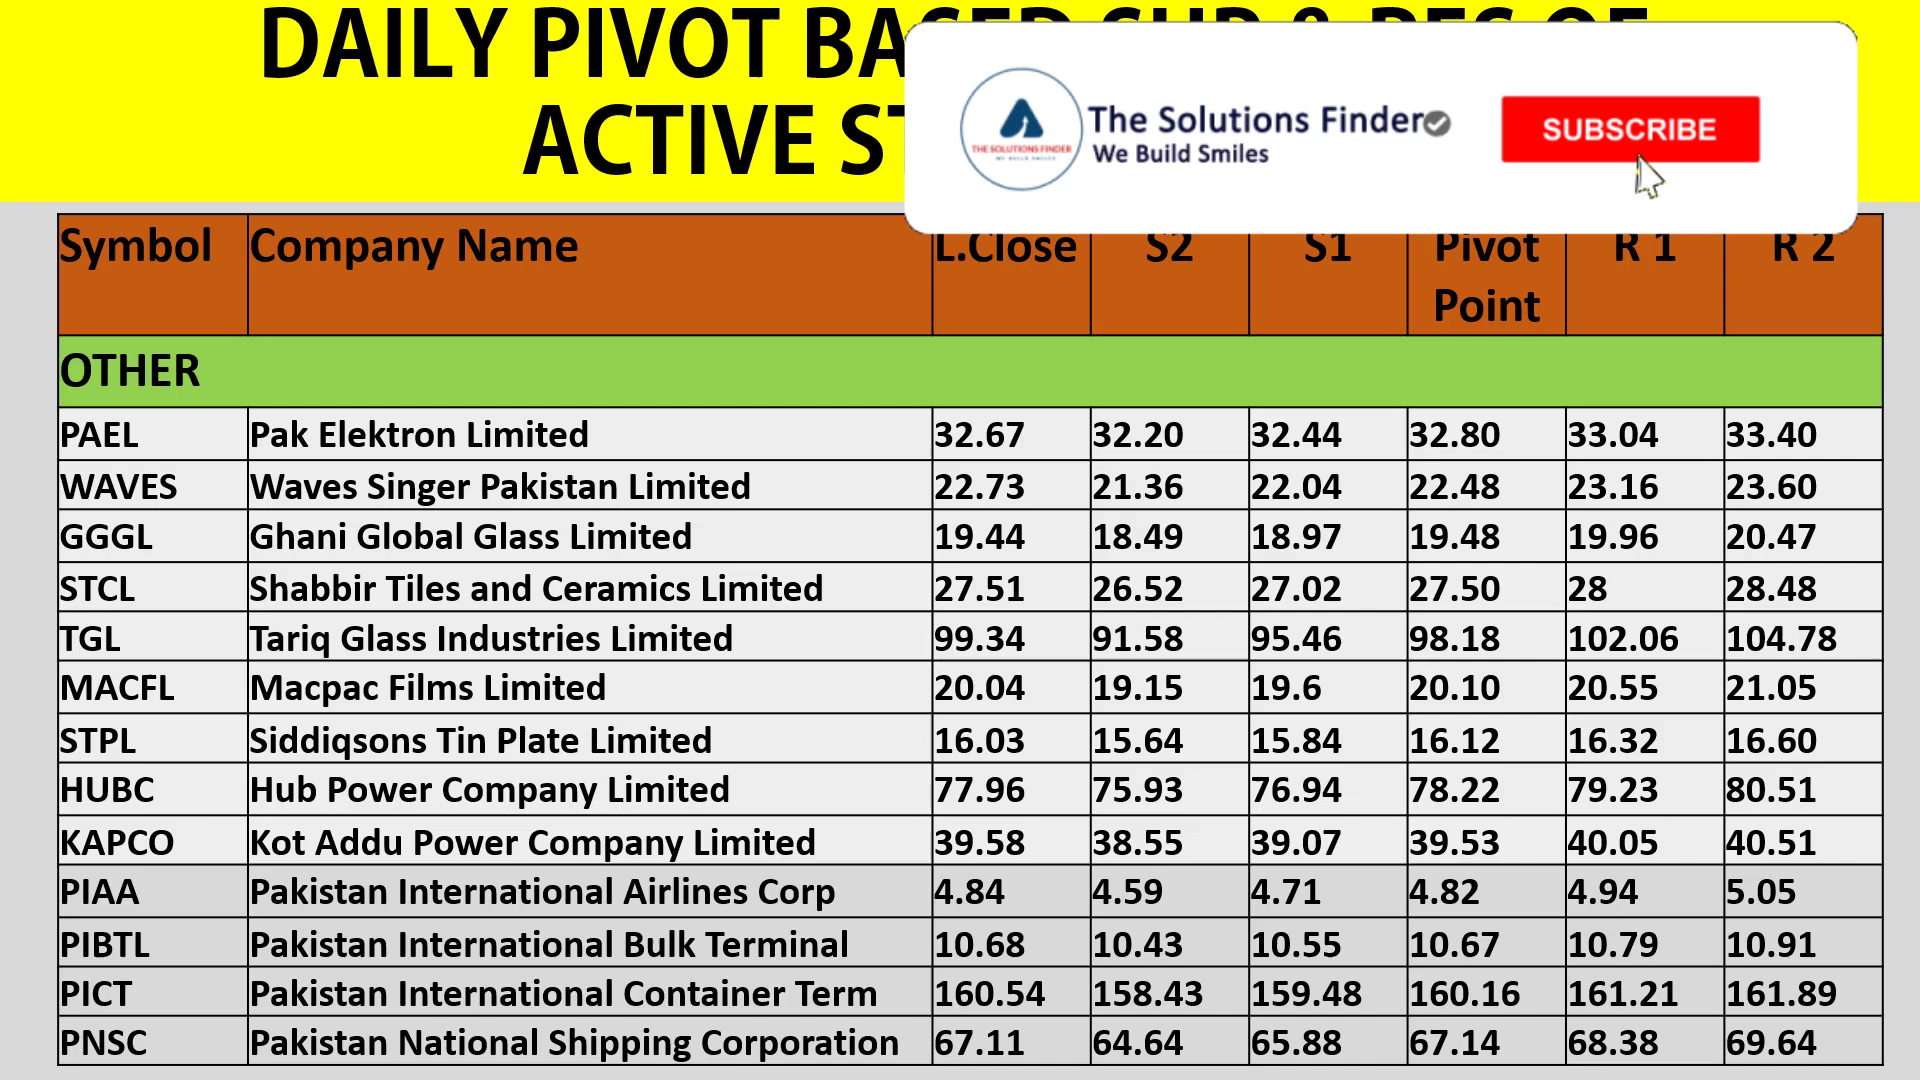 DAILY PIVOT
ACTIVE
The Solutions Finder
We Build Smiles
THE SOLUTIONS FINDER
WE BUILD SMILES
SUBSCRIBE
Symbol Company Name L.Close S2 S1 Pivot Point R 1 R 2
OTHER
PAEL Pak Elektron Limited 32.67 32.20 32.44 32.80 33.04 33.40
WAVES Waves Singer Pakistan Limited 22.73 21.36 22.04 22.48 23.16 23.60
GGGL Ghani Global Glass Limited 19.44 18.49 18.97 19.48 19.96 20.47
STCL Shabbir Tiles and Ceramics Limited 27.51 26.52 27.02 27.50 28 28.48
TGL Tariq Glass Industries Limited 99.34 91.58 95.46 98.18 102.06 104.78
MACFL Macpac Films Limited 20.04 19.15 19.6 20.10 20.55 21.05
STPL Siddiqsons Tin Plate Limited 16.03 15.64 15.84 16.12 16.32 16.60
HUBC Hub Power Company Limited 77.96 75.93 76.94 78.22 79.23 80.51
KAPCO Kot Addu Power Company Limited 39.58 38.55 39.07 39.53 40.05 40.51
PIAA Pakistan International Airlines Corp 4.84 4.59 4.71 4.82 4.94 5.05
PIBTL Pakistan International Bulk Terminal 10.68 10.43 10.55 10.67 10.79 10.91
PICT Pakistan International Container Term 160.54 158.43 159.48 160.16 161.21 161.89
PNSC Pakistan National Shipping Corporation 67.11 64.64 65.88 67.14 68.38 69.64